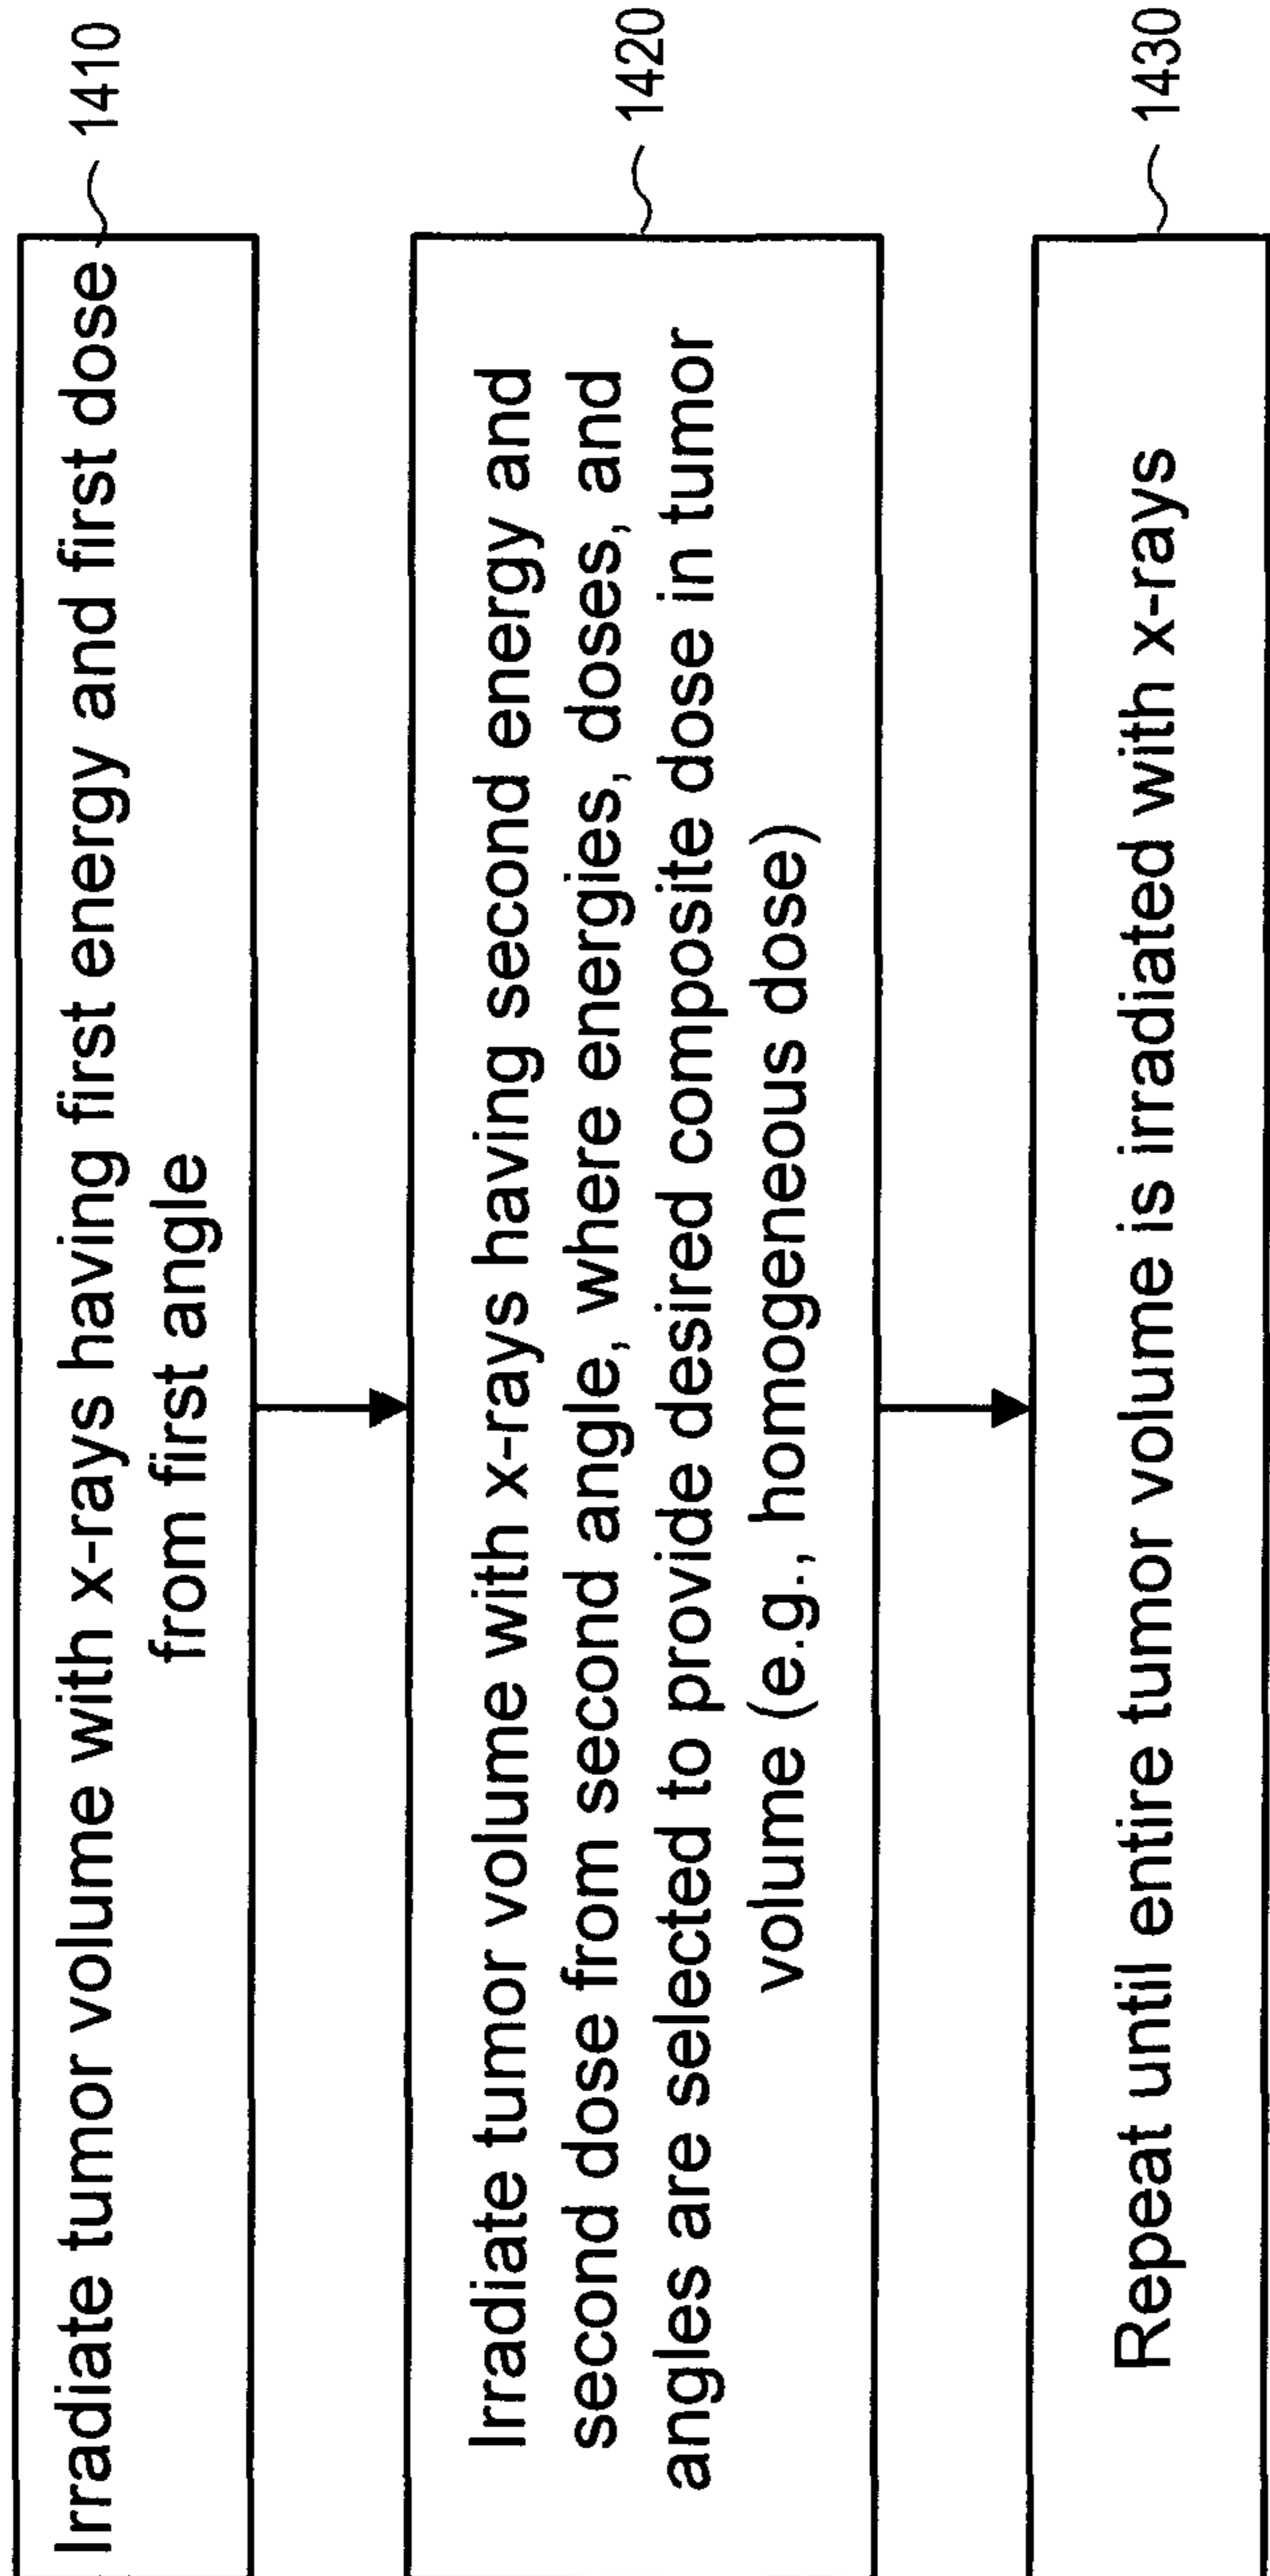 Irradiate tumor volume with x-rays having first energy and first dose
from first angle
1410
Irradiate tumor volume with x-rays having second energy and
second dose from second angle, where energies, doses, and
angles are selected to provide desired composite dose in tumor
volume (e.g., homogeneous dose)
1420
Repeat until entire tumor volume is irradiated with x-rays
1430